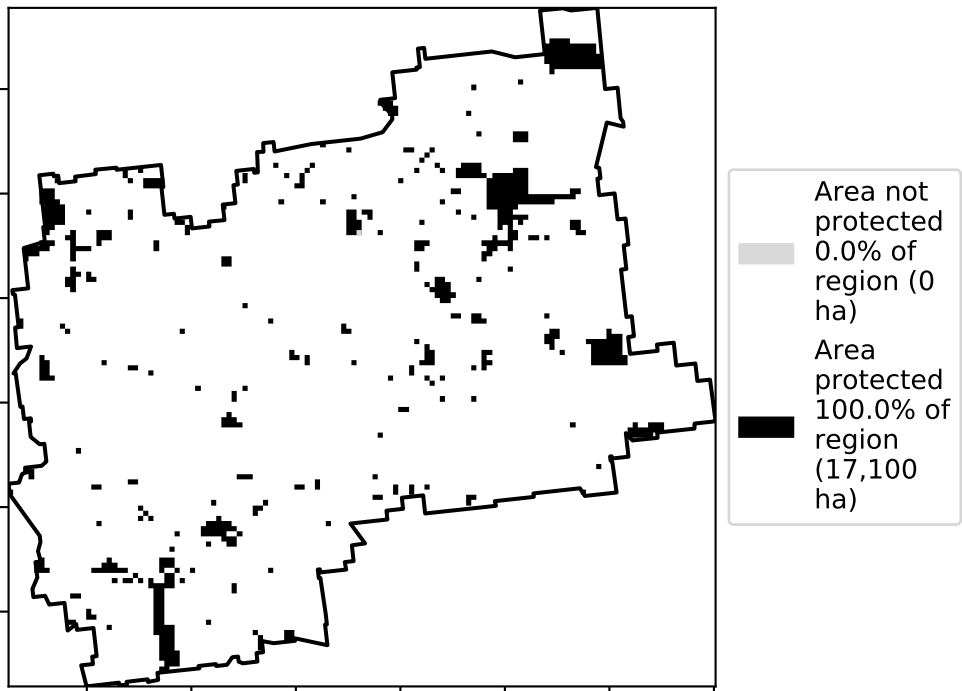 Area not
protected
0.0% of
region (0
ha)
Area
protected
100.0% of
region
(17,100
ha)